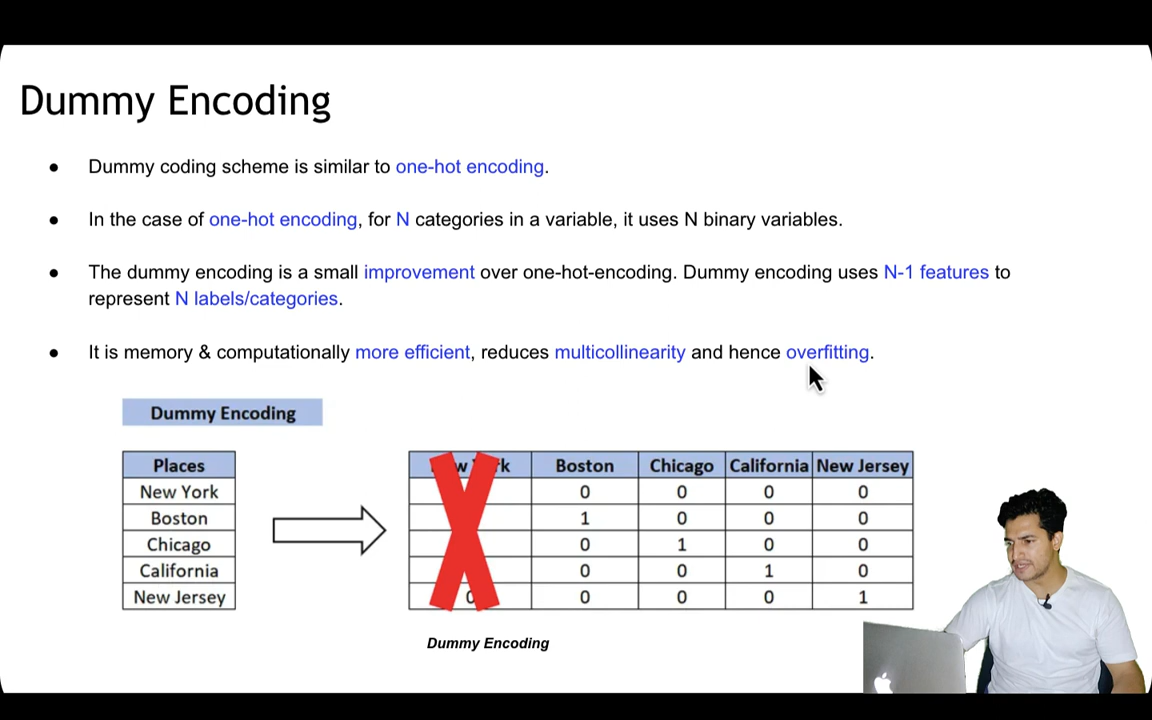 Dummy Encoding
● Dummy coding scheme is similar to one-hot encoding.
● In the case of one-hot encoding, for N categories in a variable, it uses N binary variables.
● The dummy encoding is a small improvement over one-hot-encoding. Dummy encoding uses N-1 features to
represent N labels/categories.
● It is memory & computationally more efficient, reduces multicollinearity and hence overfitting.
Dummy Encoding
Places
New York
Boston
Chicago
California
New Jersey
Boston Chicago California New Jersey
0 0 0 0
1 0 0 0
0 1 0 0
0 0 1 0
0 0 0 1
Dummy Encoding